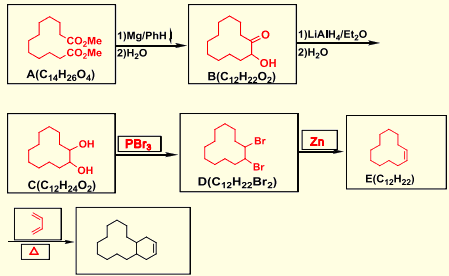 CO₂Me
CO₂Me
A(C₁₄H₂₆O₄)
1)Mg/PhH
2)H₂O
O
OH
B(C₁₂H₂₂O₂)
1)LiAlH₄/Et₂O
2)H₂O
OH
OH
C(C₁₂H₂₄O₂)
PBr₃
Br
Br
D(C₁₂H₂₂Br₂)
Zn
E(C₁₂H₂₂)
△